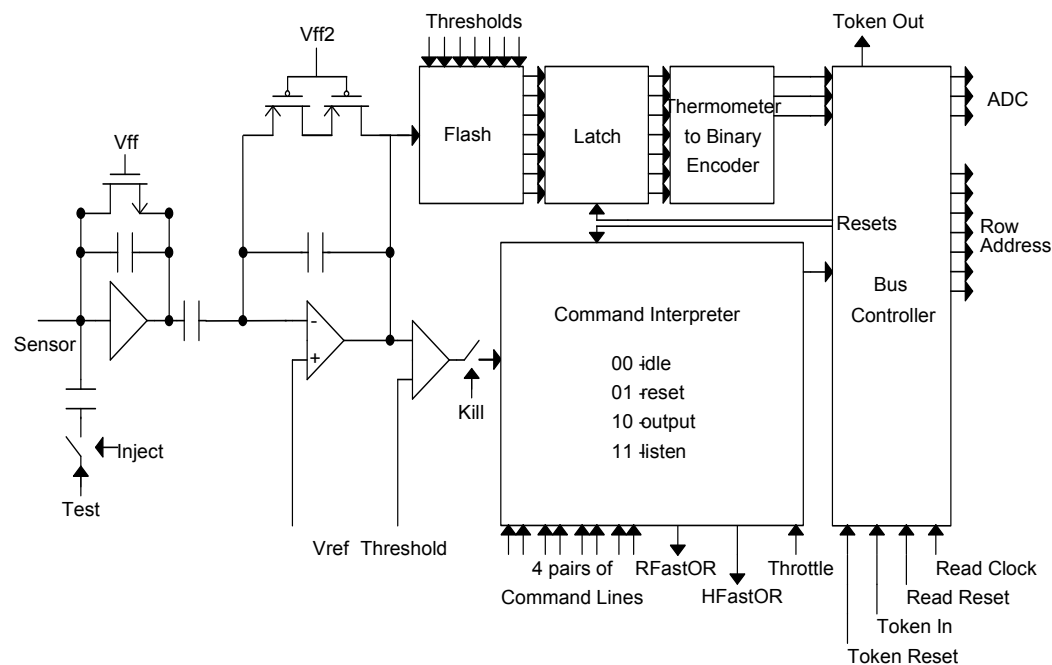 Vff2
Thresholds
Token Out
Flash
Latch
Thermometer
to Binary
Encoder
ADC
Vff
Resets
Row
Address
Bus
Controller
Command Interpreter
00 -idle
01 -reset
10 -output
11 -listen
Sensor
-
+
Kill
Inject
Test
Vref
Threshold
4 pairs of
Command Lines
RFastOR
HFastOR
Throttle
Read Clock
Read Reset
Token In
Token Reset